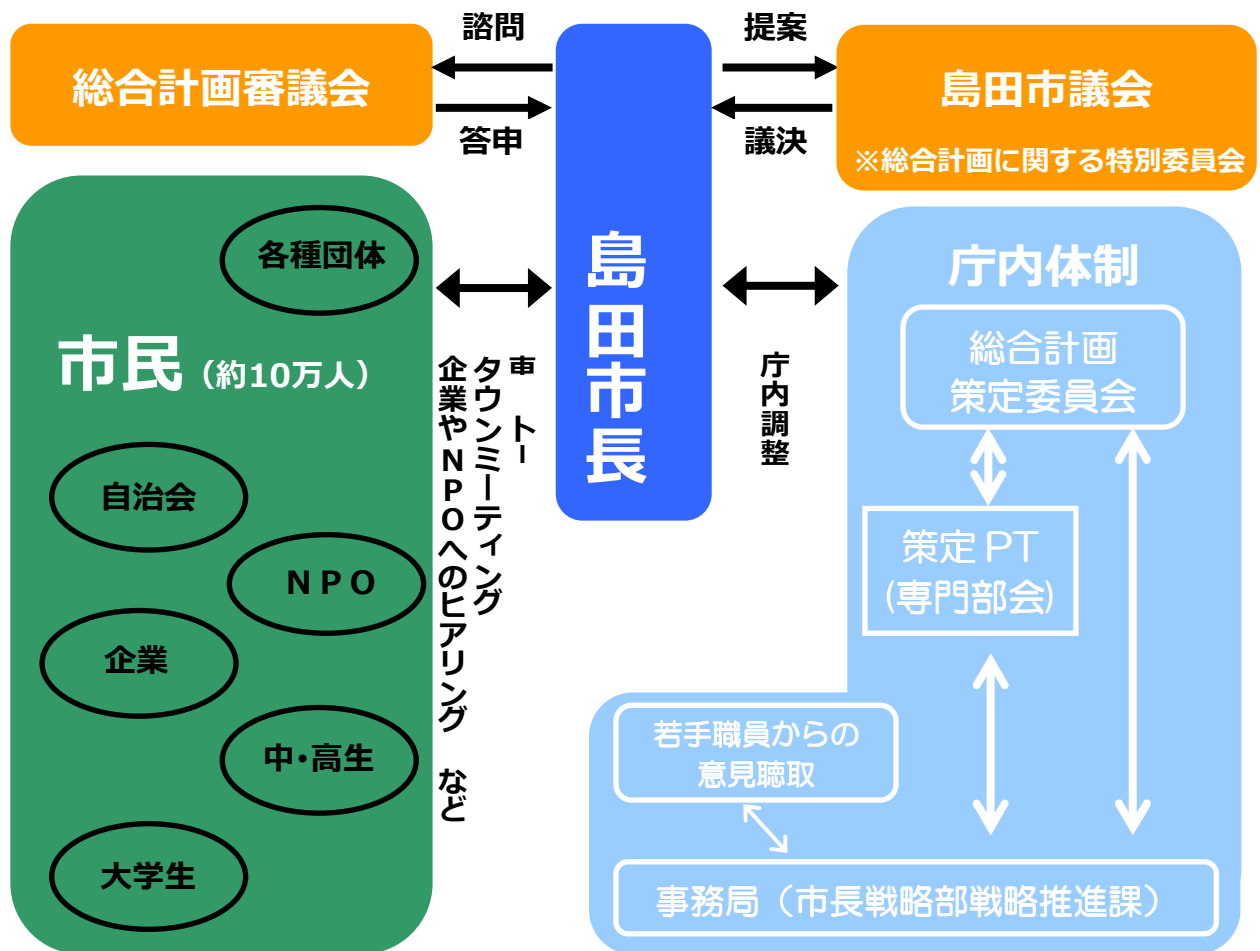 諮問
総合計画審議会
答申
提案
島田市議会
議決
※総合計画に関する特別委員会
島田市長
市民（約10万人）
各種団体
自治会
ＮＰＯ
企業
中・高生
大学生
タウンミーティング
企業やＮＰＯへのヒアリング　など
庁内調整
庁内体制
総合計画
策定委員会
策定ＰＴ
(専門部会)
若手職員からの
意見聴取
事務局（市長戦略部戦略推進課）